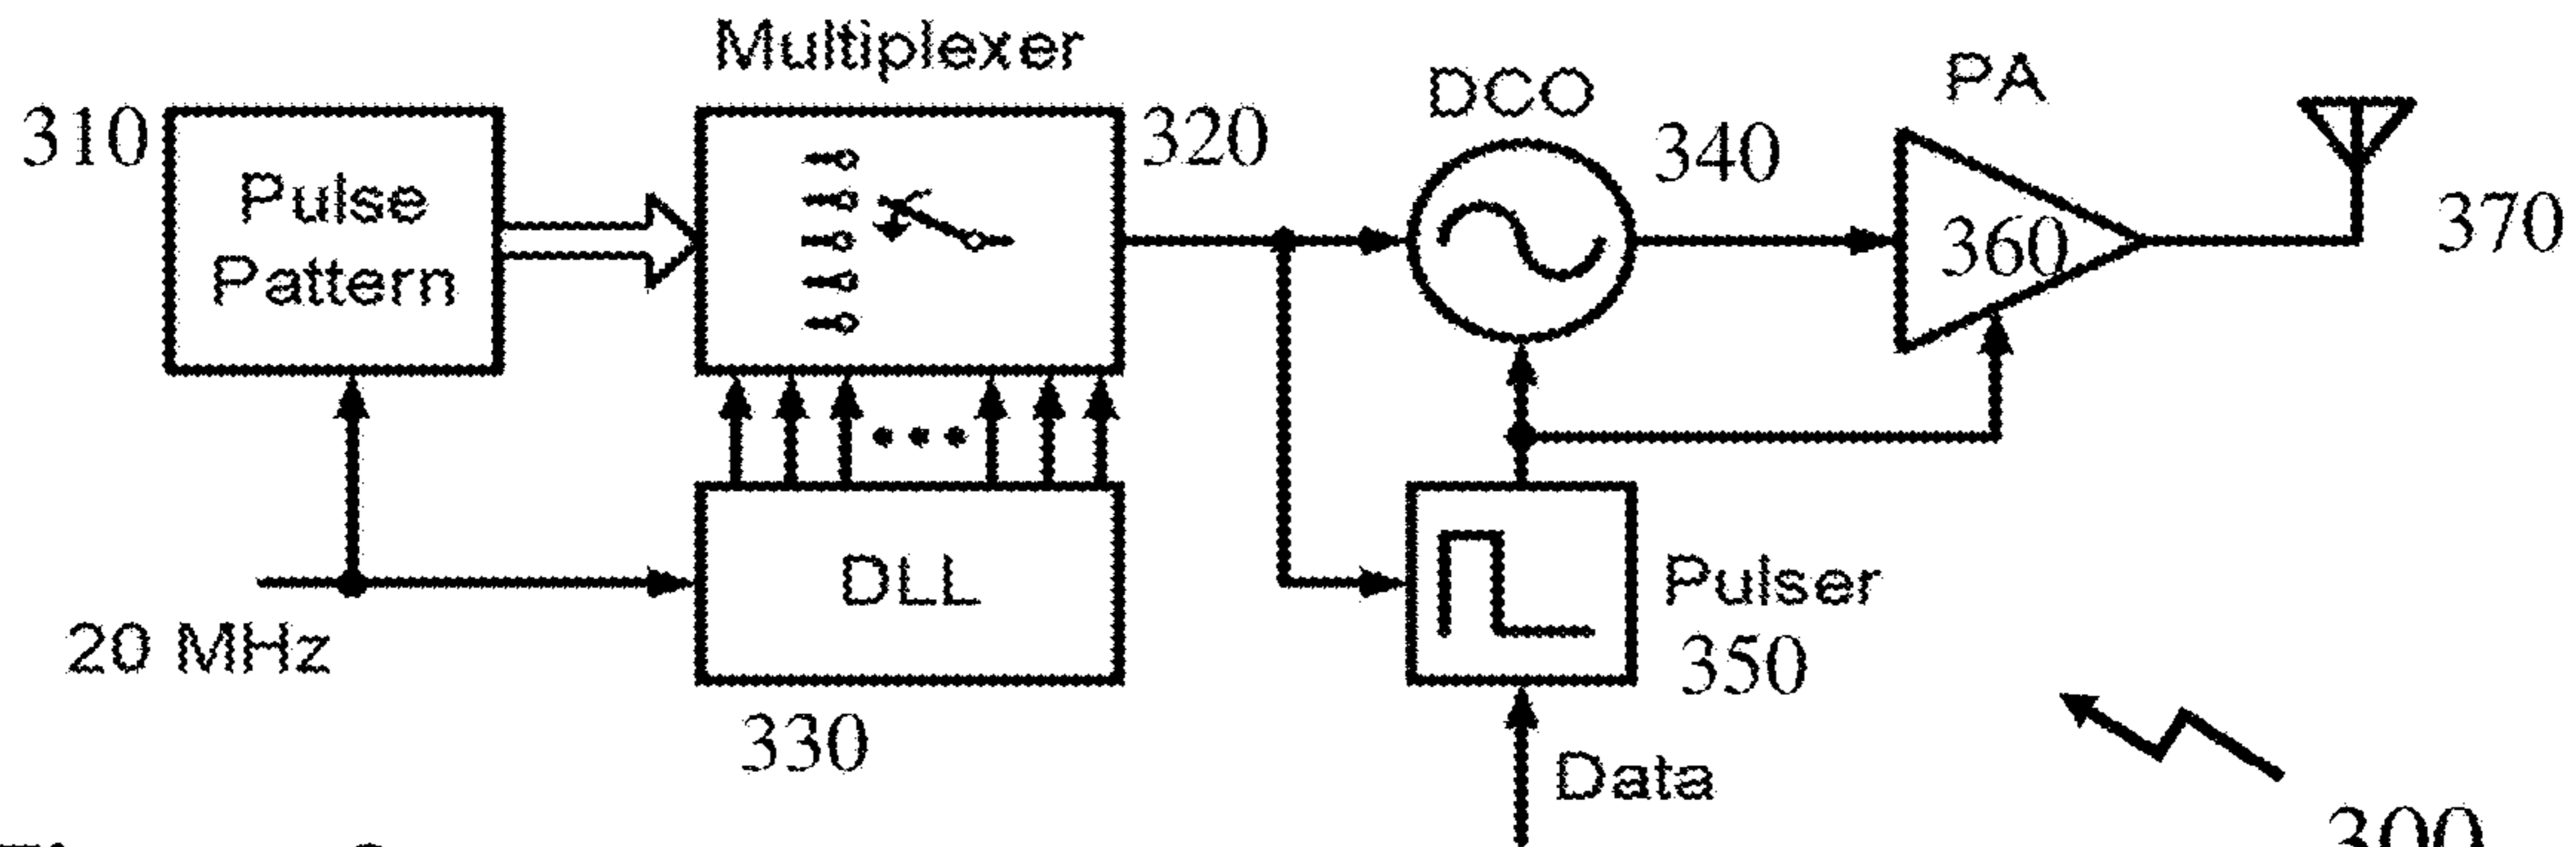 Multiplexer
DCO
PA
310
320
340
370
Pulse
Pattern
360
20 MHz
DLL
Pulser
350
330
Data
300